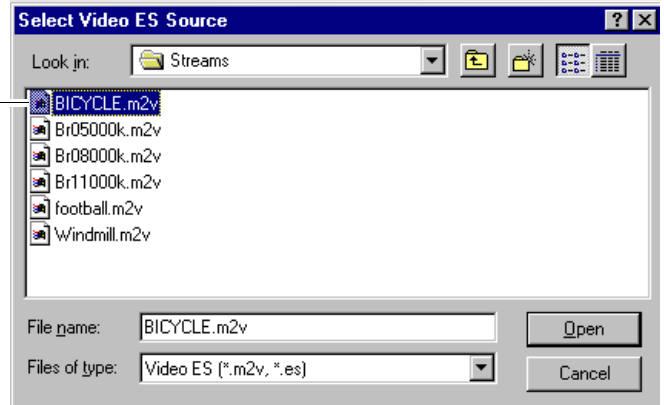 Select Video ES Source
Look in: Streams
BICYCLE.m2v
Br05000k.m2v
Br08000k.m2v
Br11000k.m2v
football.m2v
Windmill.m2v
File name: BICYCLE.m2v Open
Files of type: Video ES (*.m2v, *.es) Cancel